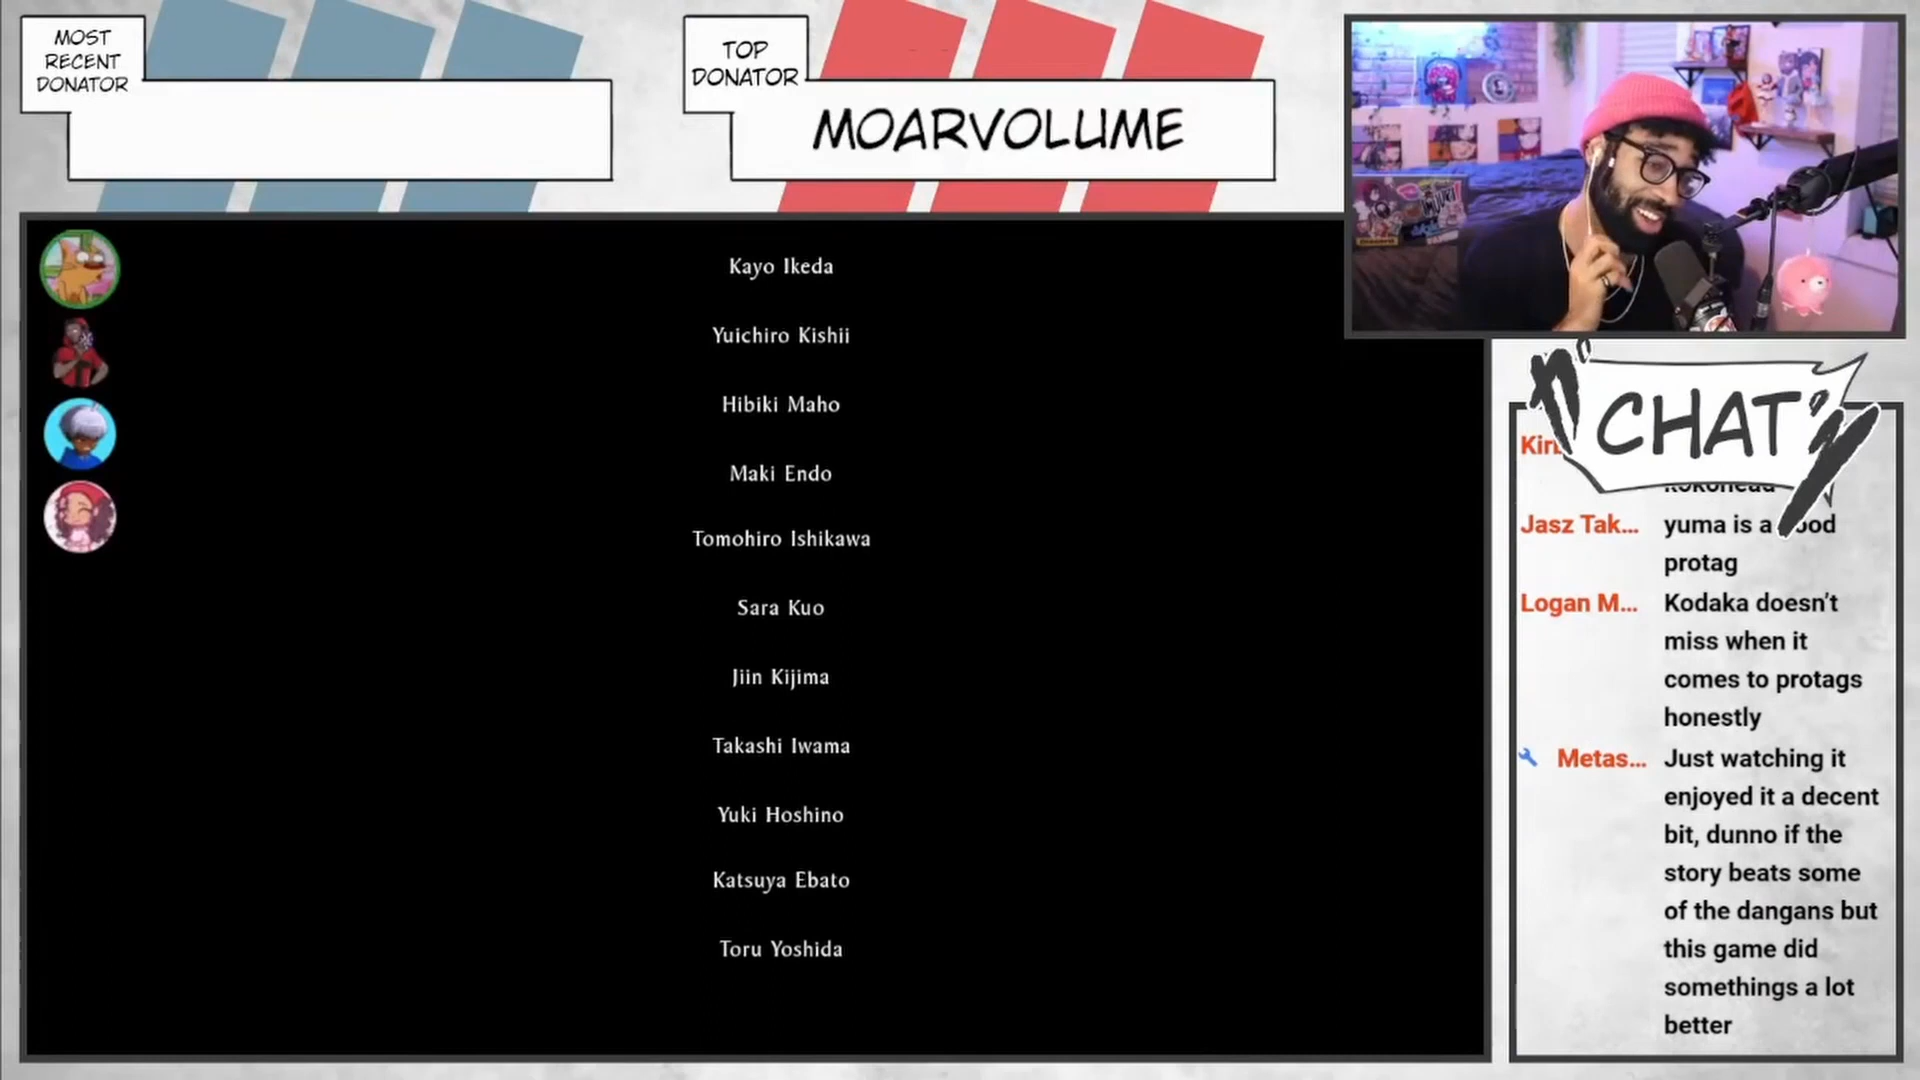 MOST
RECENT
DONATOR
TOP
DONATOR
MOARVOLUME
Kayo Ikeda
Yuichiro Kishii
Hibiki Maho
Maki Endo
Tomohiro Ishikawa
Sara Kuo
Jiin Kijima
Takashi Iwama
Yuki Hoshino
Katsuya Ebato
Toru Yoshida
CHAT
Jasz Tak... yuma is a good
protag
Logan M... Kodaka doesn't
miss when it
comes to protags
honestly
Metas... Just watching it
enjoyed it a decent
bit, dunno if the
story beats some
of the dangans but
this game did
somethings a lot
better